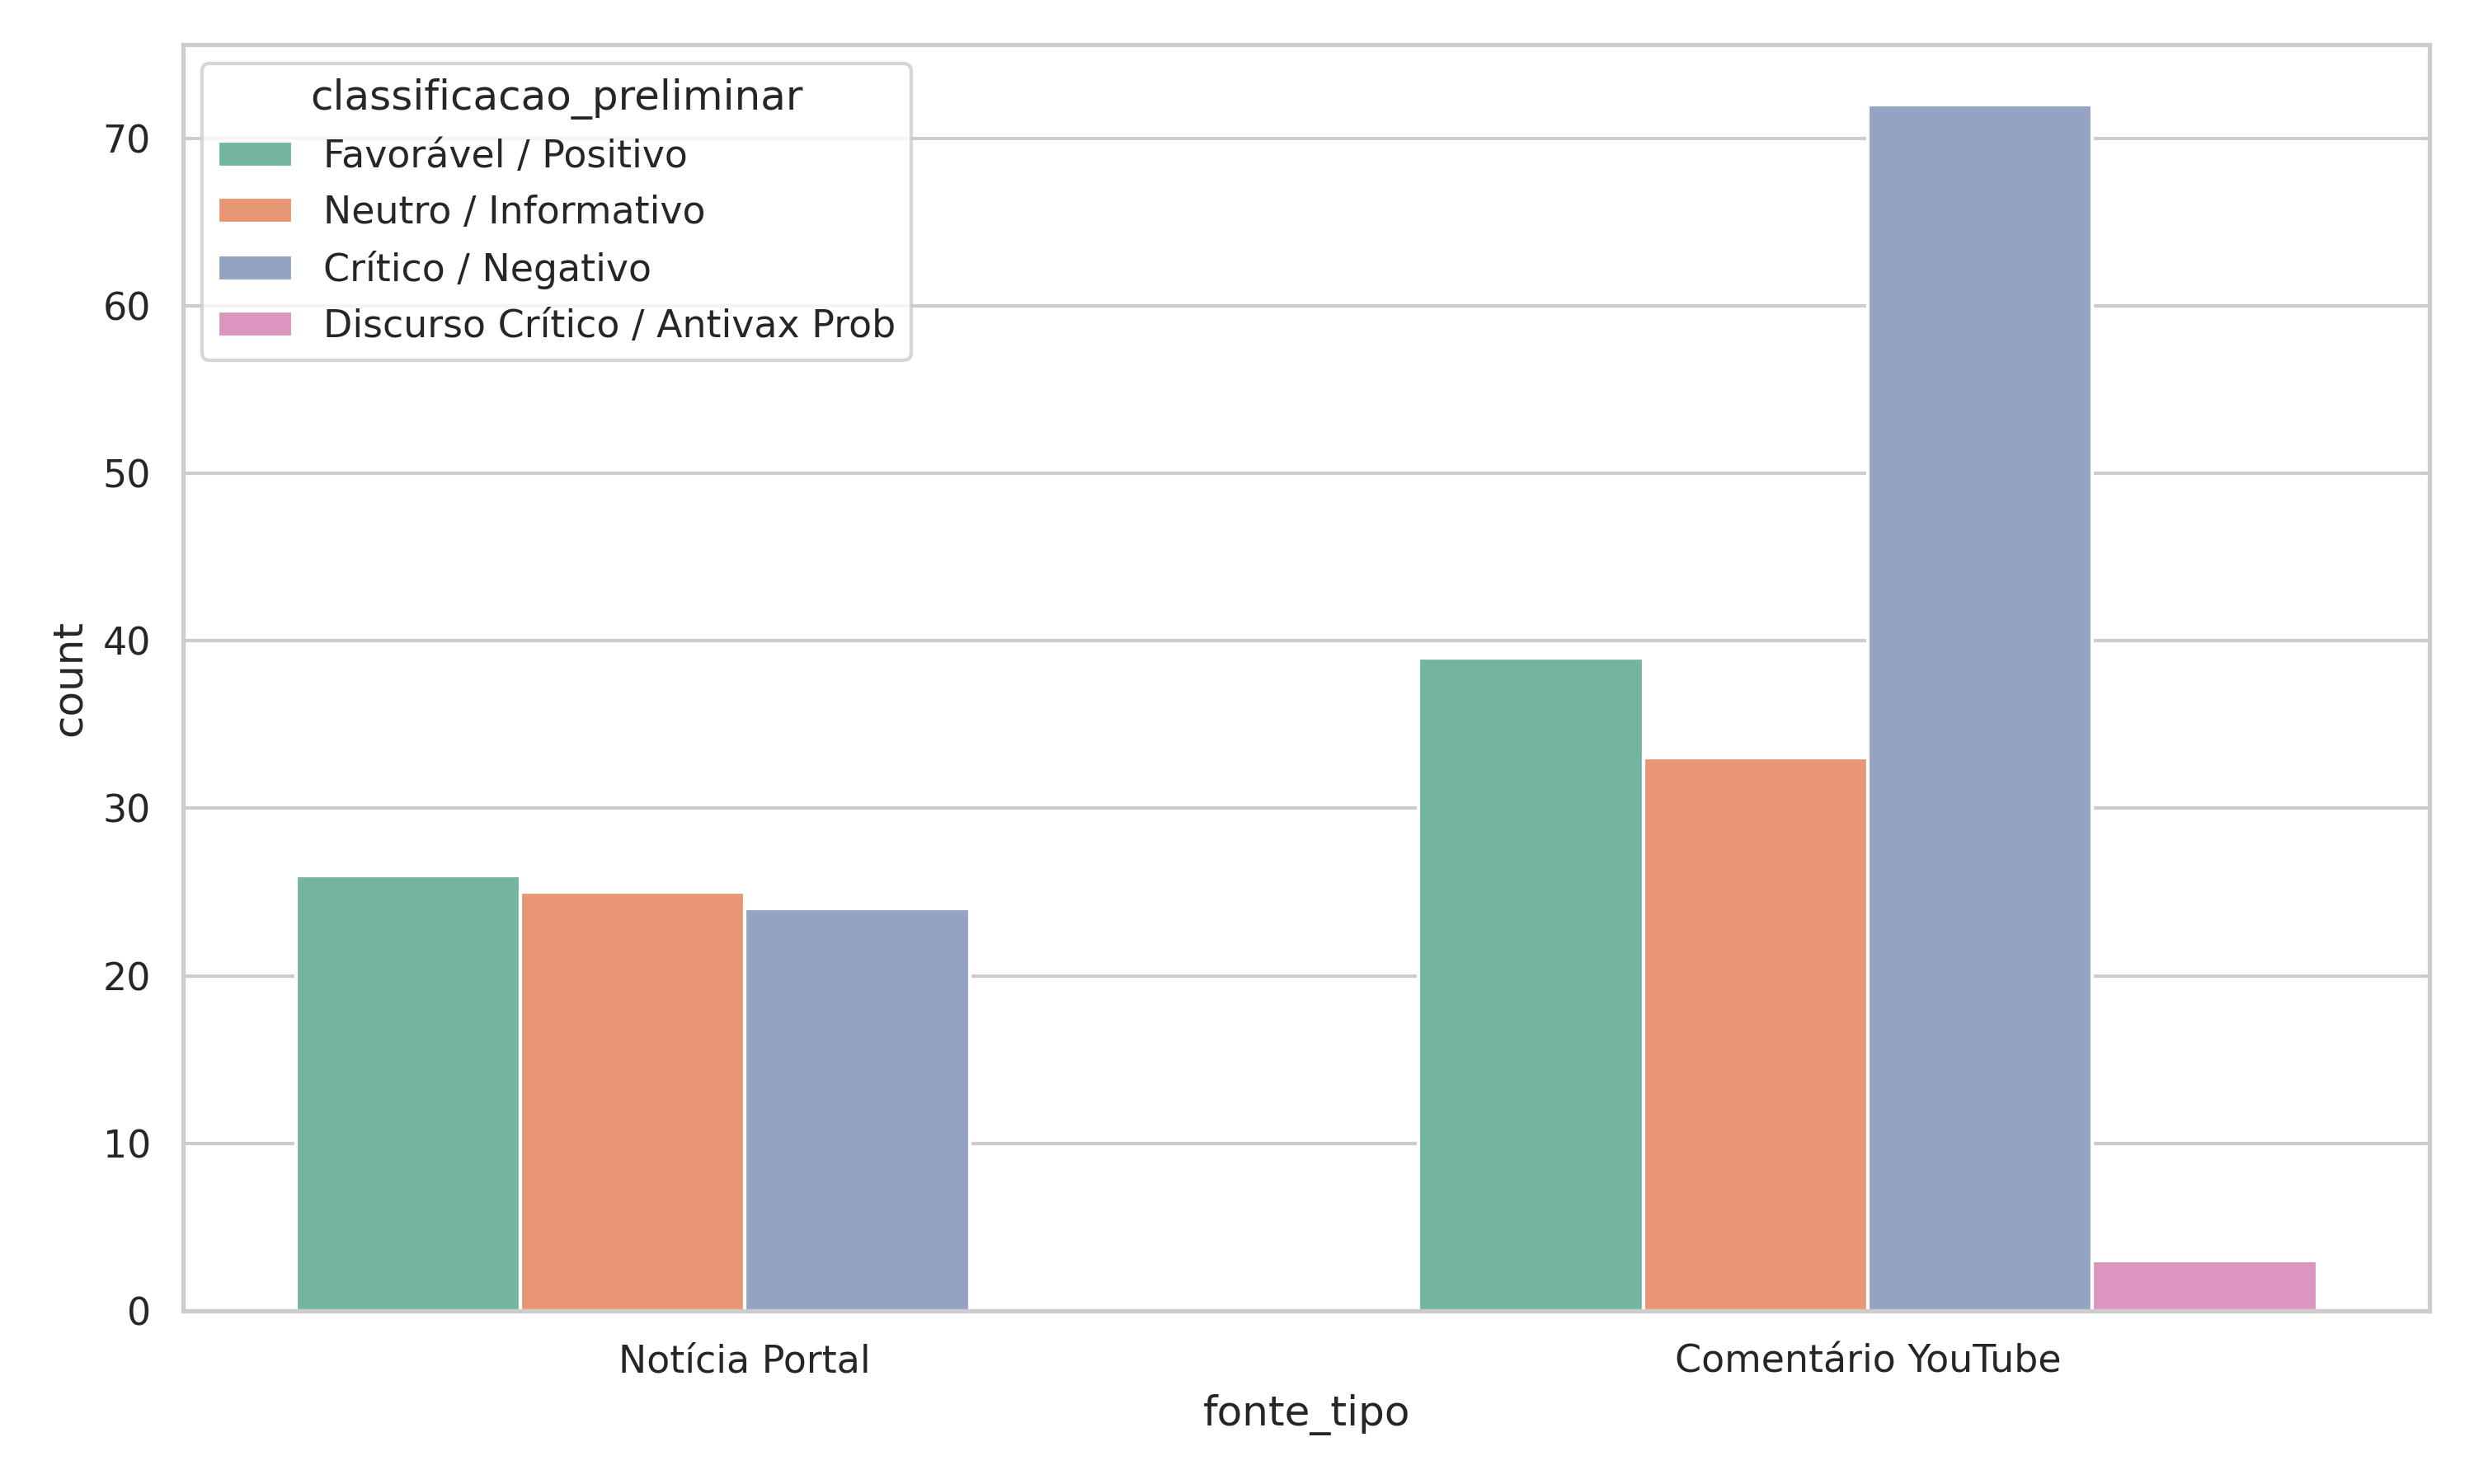 classificacao_preliminar
Favorável / Positivo
Neutro / Informativo
Crítico / Negativo
Discurso Crítico / Antivax Prob
70
60
50
40
30
20
10
0
count
Notícia Portal
Comentário YouTube
fonte_tipo